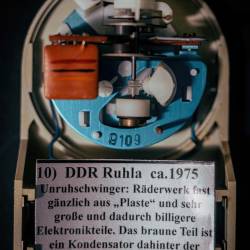 9109
10) DDR Ruhla ca.1975
Unruhschwinger: Räderwerk fast
gänzlich aus „Plaste“ und sehr
große und dadurch billigere
Elektronikteile. Das braune Teil ist
ein Kondensator dahinter der